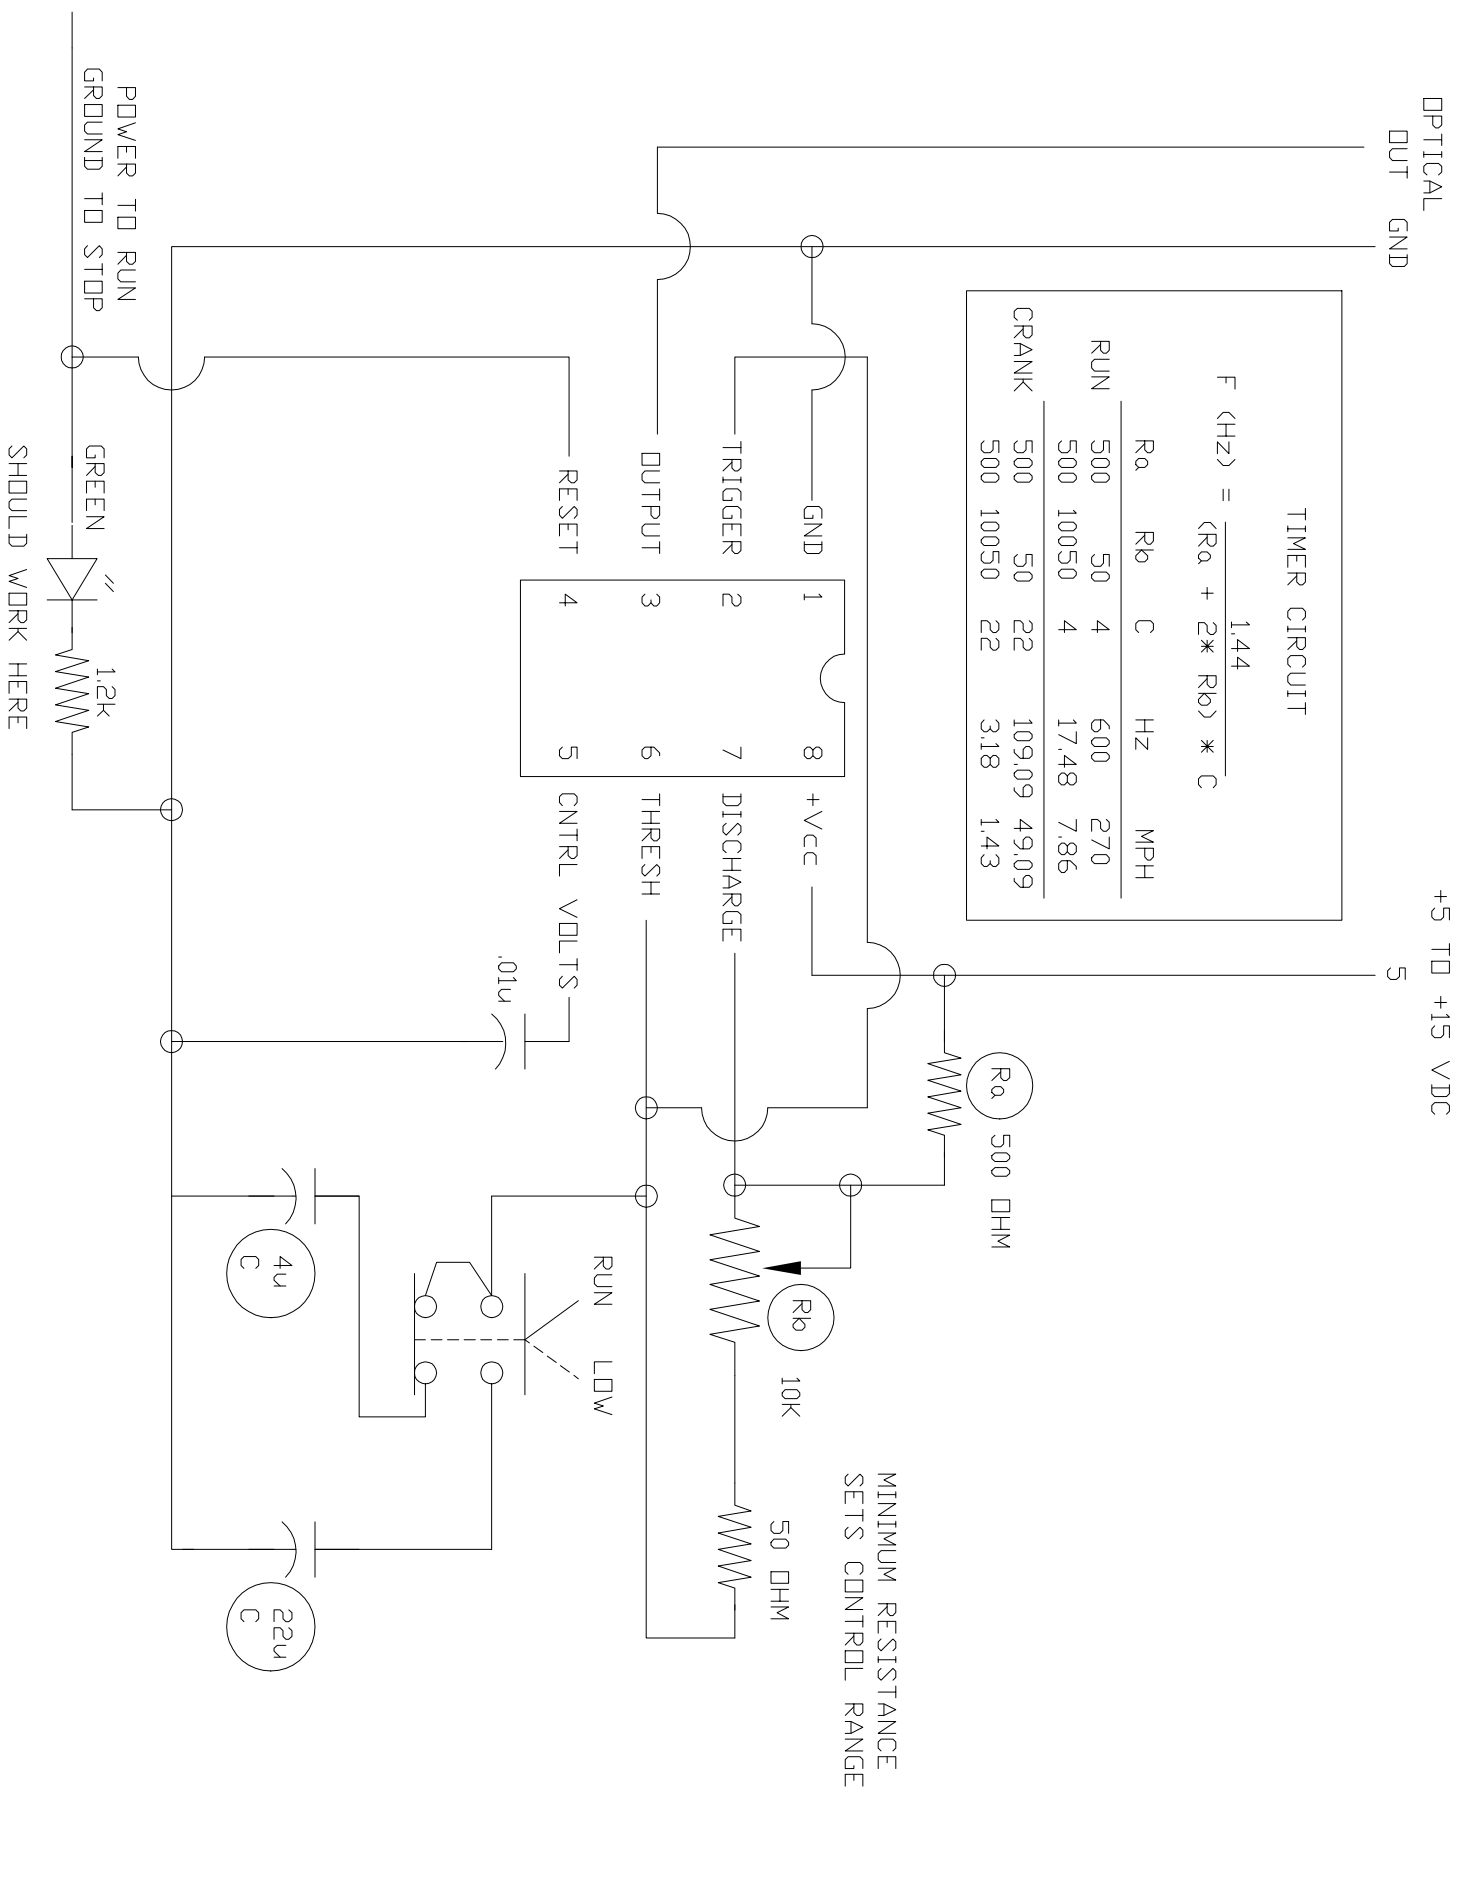 +5 TO +15 VDC
5
OPTICAL
OUT GND
TIMER CIRCUIT
1.44
F (Hz) =
(Ra + 2* Rb) * C
Ra Rb C Hz MPH
RUN 500 50 4 600 270
500 10050 4 17.48 7.86
CRANK 500 50 22 109.09 49.09
500 10050 22 3.18 1.43
Ra 500 OHM
MINIMUM RESISTANCE
SETS CONTROL RANGE
GND 1 8 +Vcc
Rb 10K
50 OHM
TRIGGER 2 7 DISCHARGE
OUTPUT 3 6 THRESH
RESET 4 5 CNTRL VOLTS
RUN LOW
.01u
4u
C
22u
C
POWER TO RUN
GROUND TO STOP
GREEN 1.2k
SHOULD WORK HERE